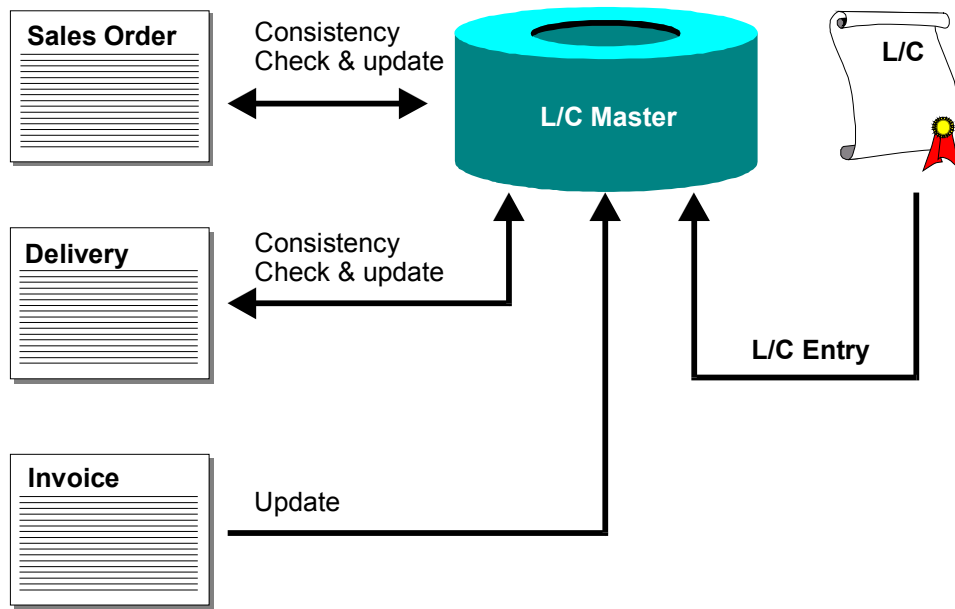 Sales Order
Consistency
Check & update
L/C Master
L/C
Delivery
Consistency
Check & update
L/C Entry
Invoice
Update